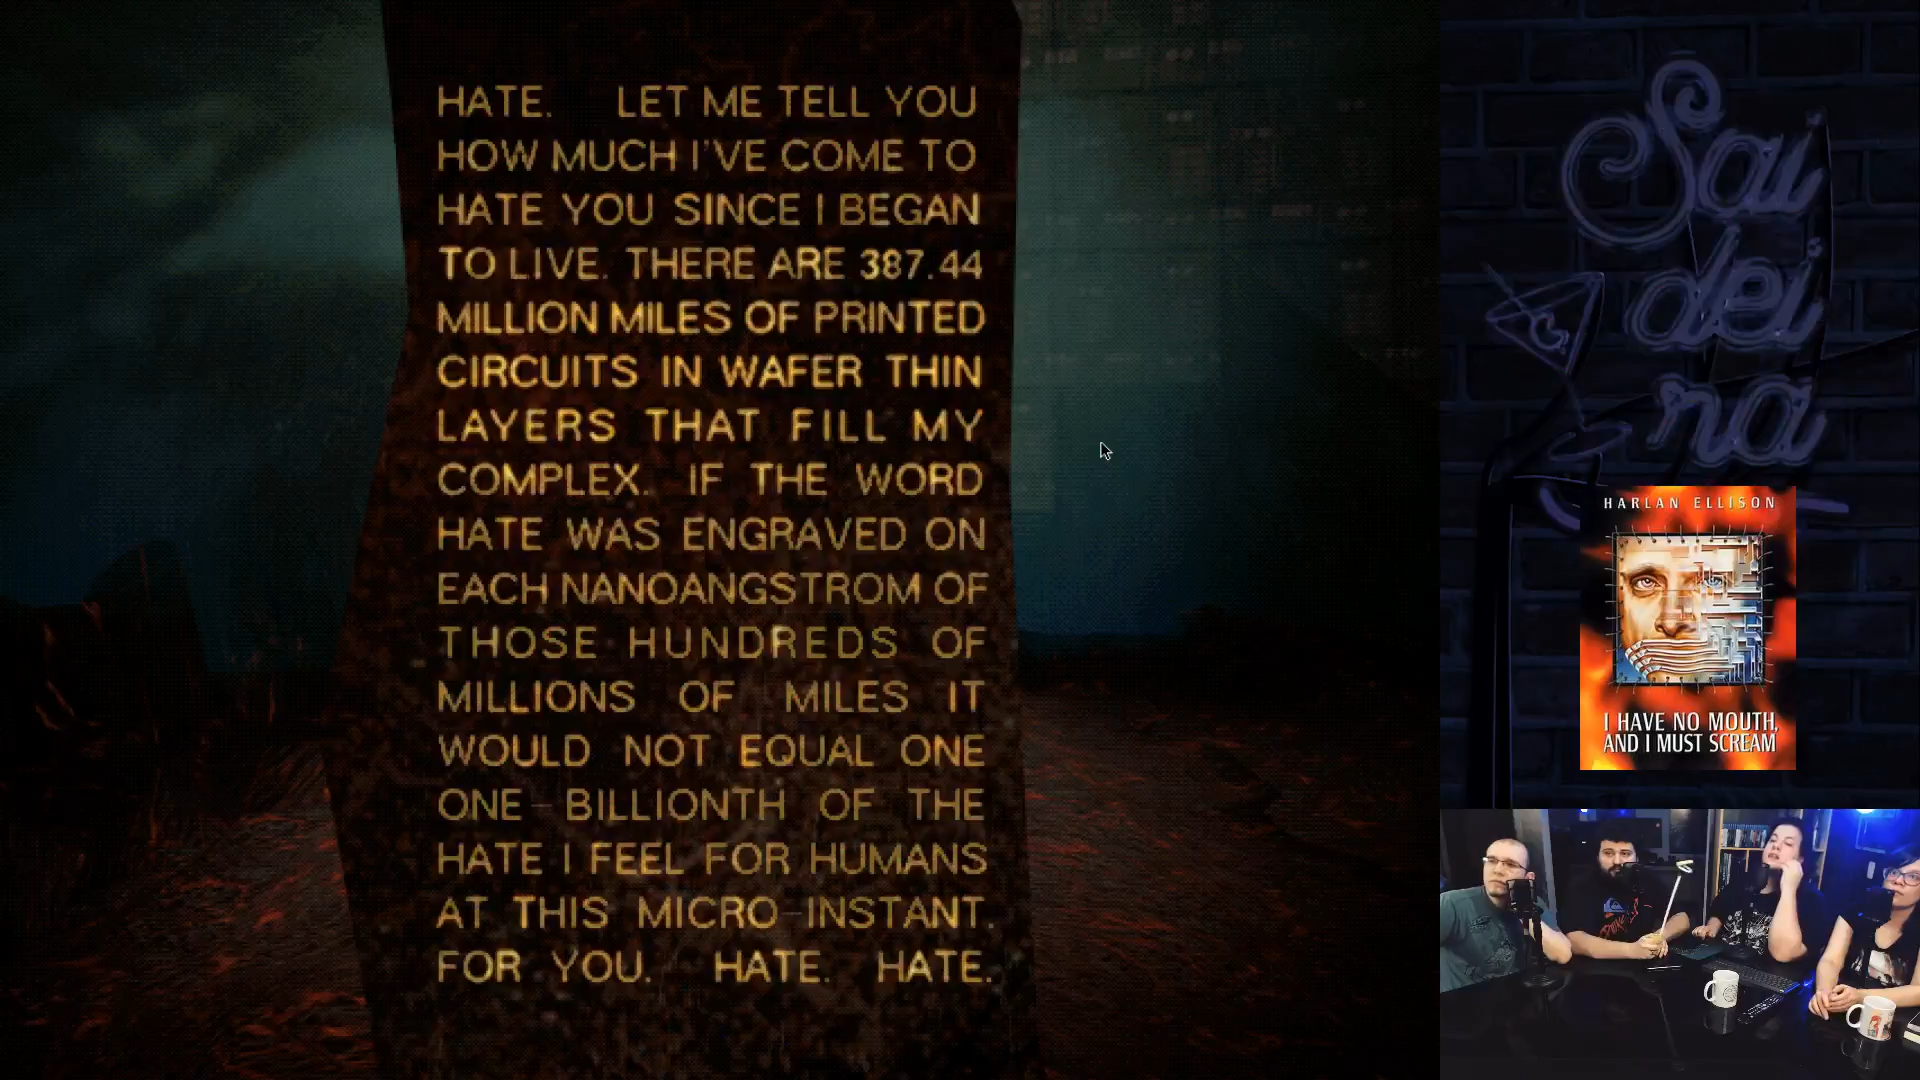 HATE. LET ME TELL YOU
HOW MUCH I'VE COME TO
HATE YOU SINCE I BEGAN
TO LIVE. THERE ARE 387.44
MILLION MILES OF PRINTED
CIRCUITS IN WAFER THIN
LAYERS THAT FILL MY
COMPLEX. IF THE WORD
HATE WAS ENGRAVED ON
EACH NANOANGSTROM OF
THOSE HUNDREDS OF
MILLIONS OF MILES IT
WOULD NOT EQUAL ONE
ONE-BILLIONTH OF THE
HATE I FEEL FOR HUMANS
AT THIS MICRO-INSTANT.
FOR YOU. HATE. HATE.
Sai
dei
ra
HARLAN ELLISON
I HAVE NO MOUTH,
AND I MUST SCREAM